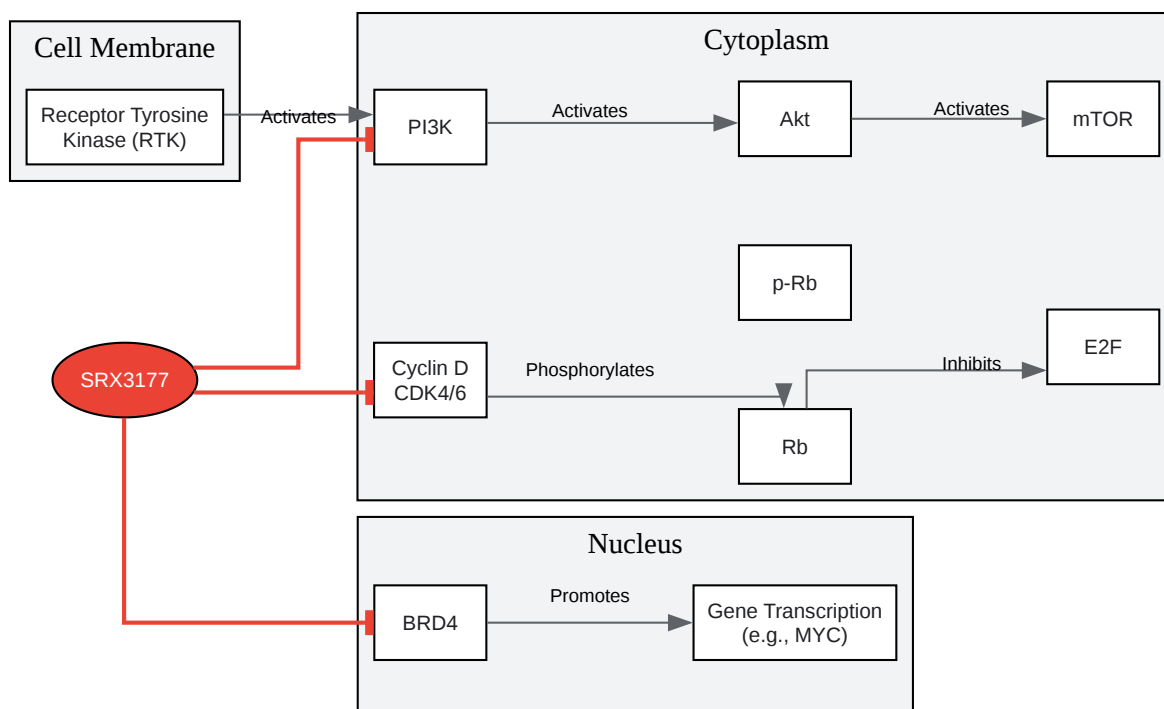 Cell Membrane
Receptor Tyrosine
Kinase (RTK)
Activates
Cytoplasm
PI3K
Activates
Akt
Activates
mTOR
p-Rb
SRX3177
Cyclin D
CDK4/6
Phosphorylates
Rb
Inhibits
E2F
Nucleus
BRD4
Promotes
Gene Transcription
(e.g., MYC)